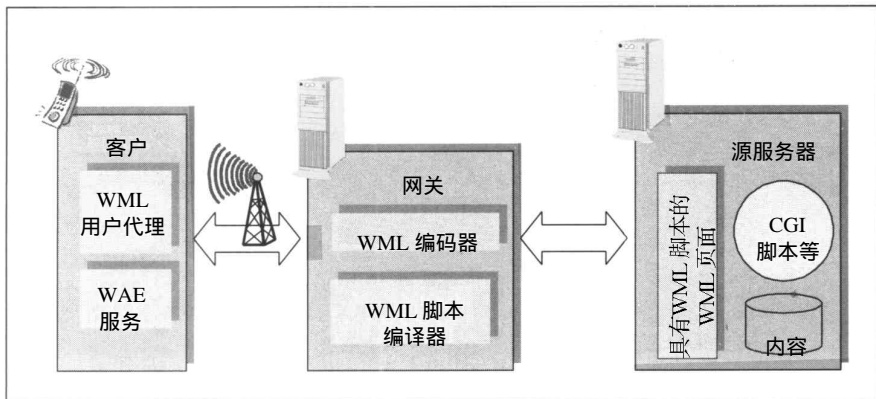 客户
WML
用户代理
WAE
服务
网关
WML 编码器
WML 脚本
编译器
源服务器
具有WML 脚本的
WML 页面
CGI
脚本等
内容